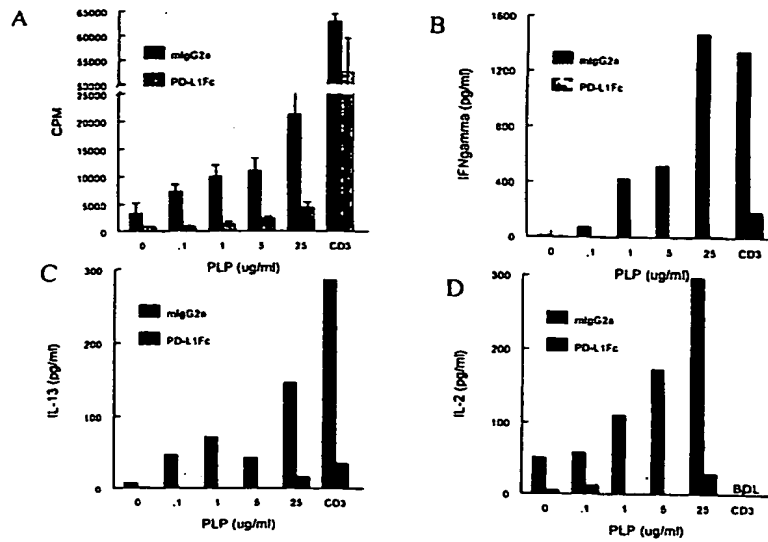 A
65000
60000
55000
50000
25000
20000
15000
10000
5000
0
CPM
mIgG2a
PD-L1Fc
0 .1 1 5 25 CD3
PLP (ug/ml)
B
1600
1200
800
400
0
IFNgamma (pg/ml)
mIgG2a
PD-L1Fc
0 .1 1 5 25 CD3
PLP (ug/ml)
C
300
200
100
0
IL-13 (pg/ml)
mIgG2a
PD-L1Fc
0 .1 1 5 25 CD3
PLP (ug/ml)
D
300
200
100
0
IL-2 (pg/ml)
mIgG2a
PD-L1Fc
BDL
0 .1 1 5 25 CD3
PLP (ug/ml)